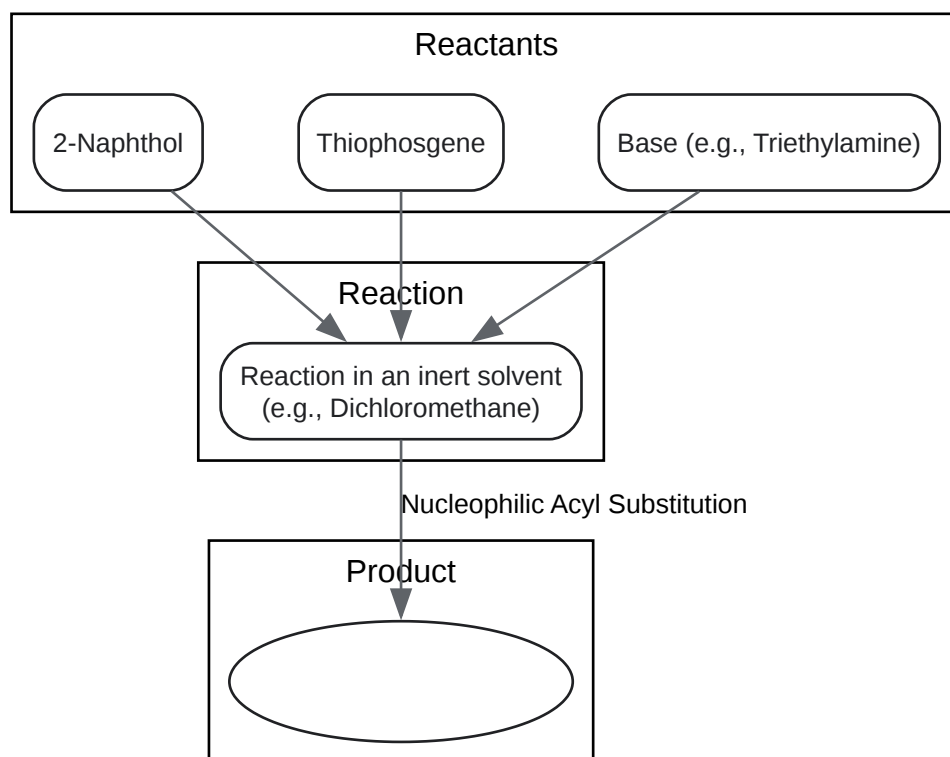 Reactants
2-Naphthol
Thiophosgene
Base (e.g., Triethylamine)
Reaction
Reaction in an inert solvent
(e.g., Dichloromethane)
Nucleophilic Acyl Substitution
Product